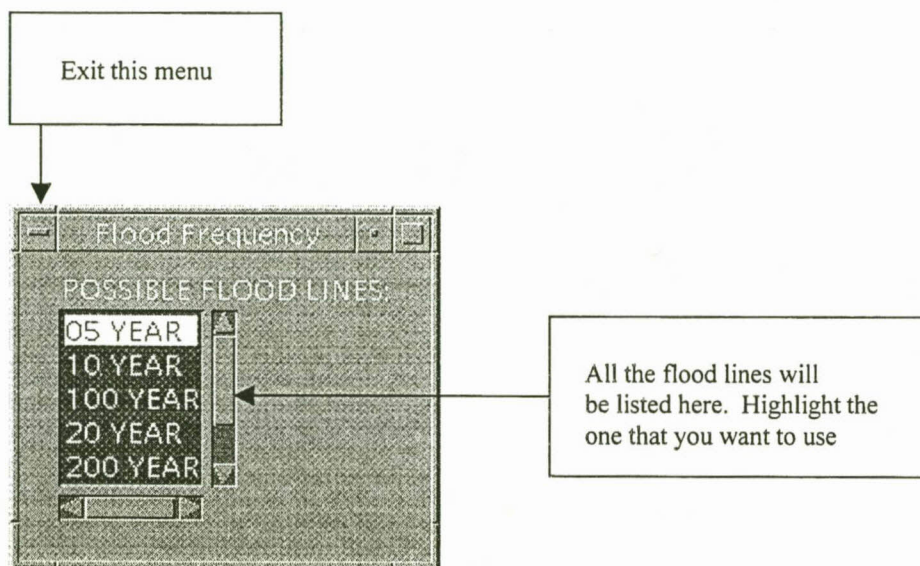 Exit this menu
Flood Frequency
POSSIBLE FLOOD LINES:
05 YEAR
10 YEAR
100 YEAR
20 YEAR
200 YEAR
All the flood lines will
be listed here. Highlight the
one that you want to use